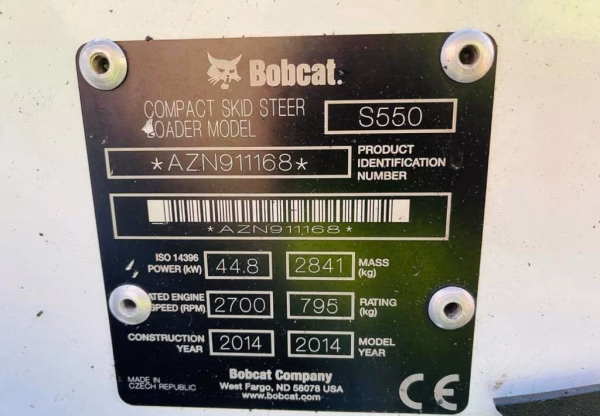 Bobcat.
COMPACT SKID STEER
LOADER MODEL
S550
*AZN911168*
PRODUCT
IDENTIFICATION
NUMBER
*AZN911168*
ISO 14396
POWER (kW)
44.8
2841
MASS
(kg)
ENGINE
(RPM)
2700
795
RATING
(kg)
CONSTRUCTION
YEAR
2014
2014
MODEL
YEAR
Bobcat Company
West Fargo, ND 58078 USA
www.bobcat.com
MADE IN
CZECH REPUBLIC
CE